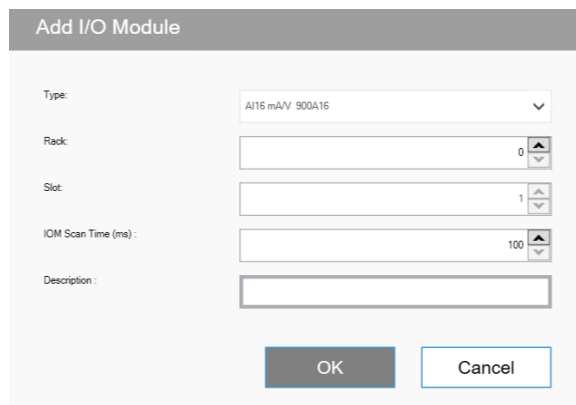 Add I/O Module
Type:
AI16 mA/V 900A16
Rack:
0
Slot:
1
IOM Scan Time (ms) :
100
Description :
OK
Cancel